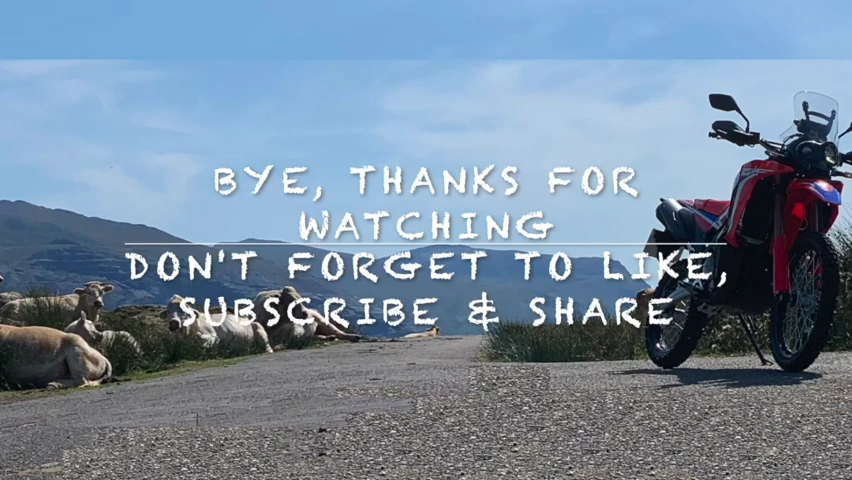 BYE, THANKS FOR
WATCHING
DON'T FORGET TO LIKE,
SUBSCRIBE & SHARE